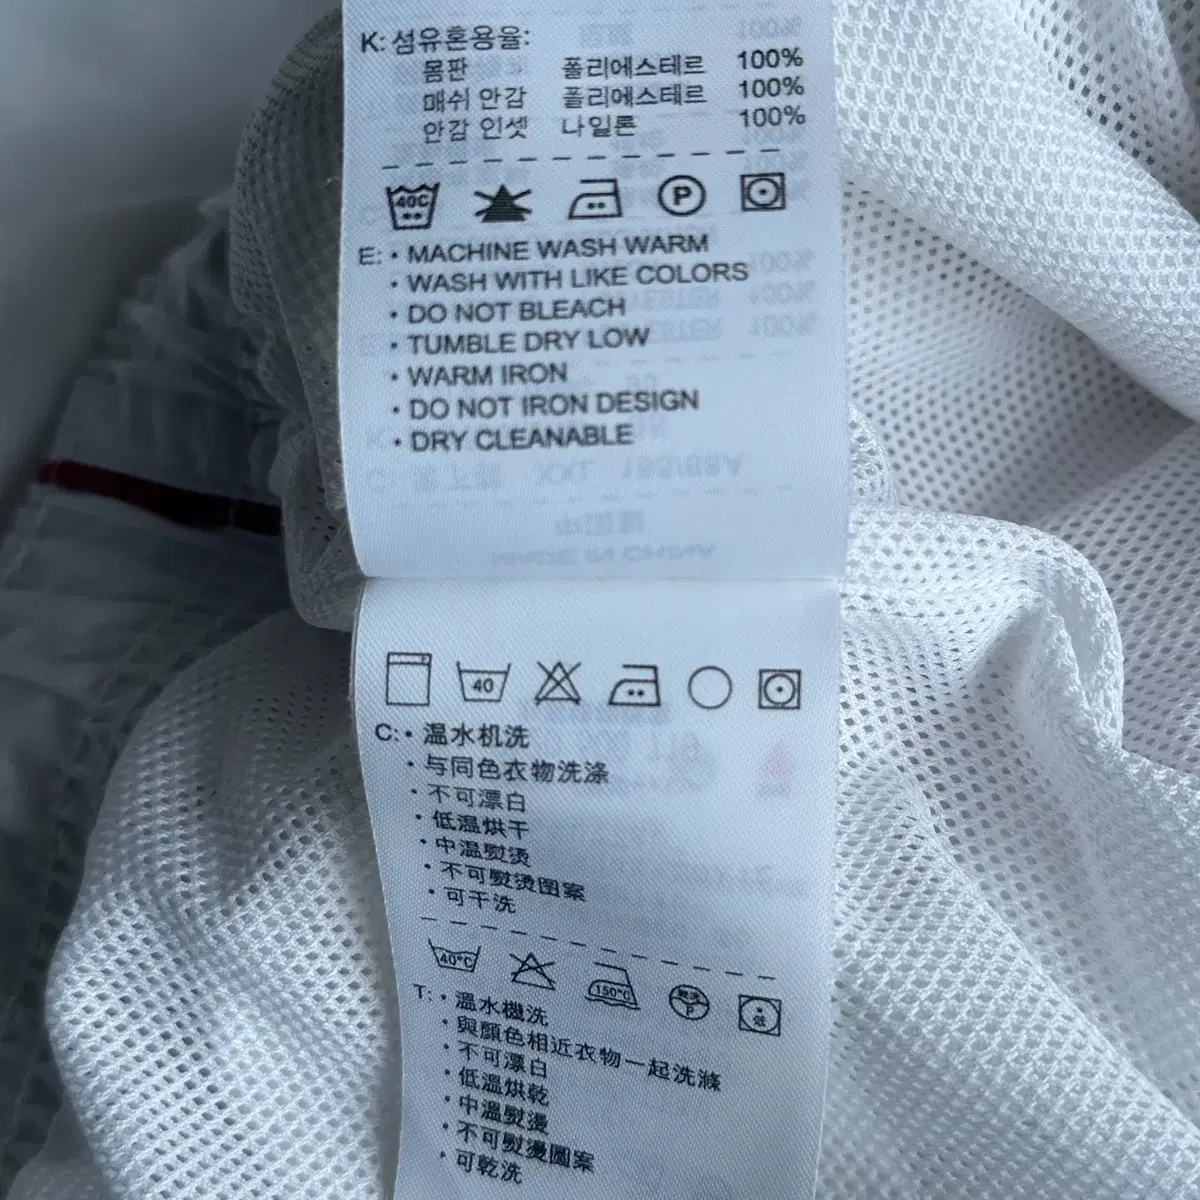 K: 섬유혼용율:
몸판 폴리에스테르 100%
매쉬 안감 폴리에스테르 100%
안감 인셋 나일론 100%
40C P
E: • MACHINE WASH WARM
• WASH WITH LIKE COLORS
• DO NOT BLEACH
• TUMBLE DRY LOW
• WARM IRON
• DO NOT IRON DESIGN
• DRY CLEANABLE
40
C: • 温水机洗
• 与同色衣物洗涤
• 不可漂白
• 低温烘干
• 中温熨烫
• 不可熨烫图案
• 可干洗
40°C 150°C 乾洗 P 低
T: • 溫水機洗
• 與顏色相近衣物一起洗滌
• 不可漂白
• 低溫烘乾
• 中溫熨燙
• 不可熨燙圖案
• 可乾洗